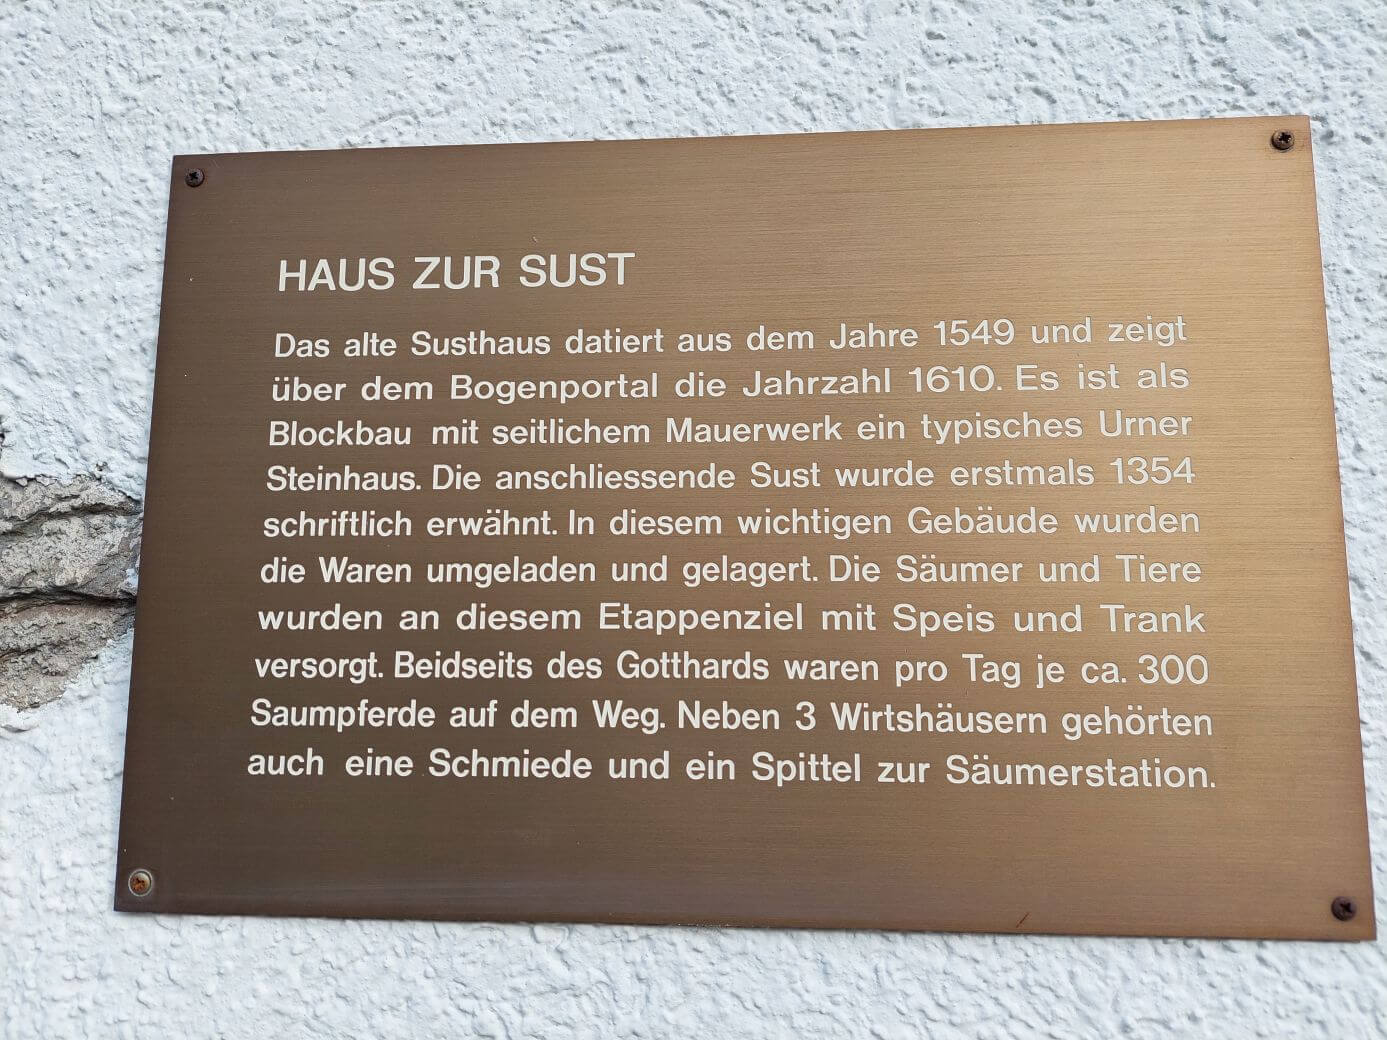 HAUS ZUR SUST
Das alte Susthaus datiert aus dem Jahre 1549 und zeigt
über dem Bogenportal die Jahrzahl 1610. Es ist als
Blockbau mit seitlichem Mauerwerk ein typisches Urner
Steinhaus. Die anschliessende Sust wurde erstmals 1354
schriftlich erwähnt. In diesem wichtigen Gebäude wurden
die Waren umgeladen und gelagert. Die Säumer und Tiere
wurden an diesem Etappenziel mit Speis und Trank
versorgt. Beidseits des Gotthards waren pro Tag je ca. 300
Saumpferde auf dem Weg. Neben 3 Wirtshäusern gehörten
auch eine Schmiede und ein Spittel zur Säumerstation.